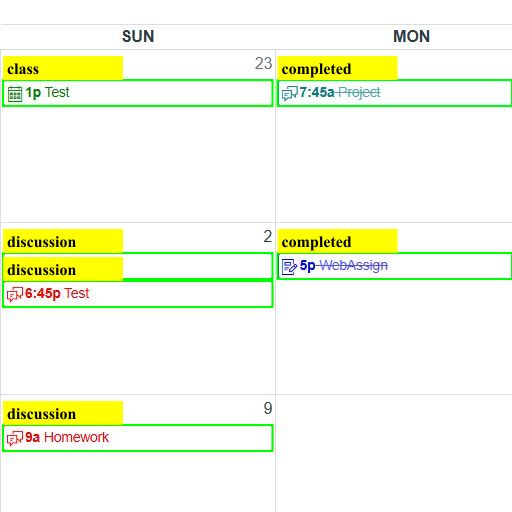 SUN MON
class 23 completed
1p Test 7:45a Project
discussion 2 completed
discussion 5p WebAssign
6:45p Test
discussion 9
9a Homework